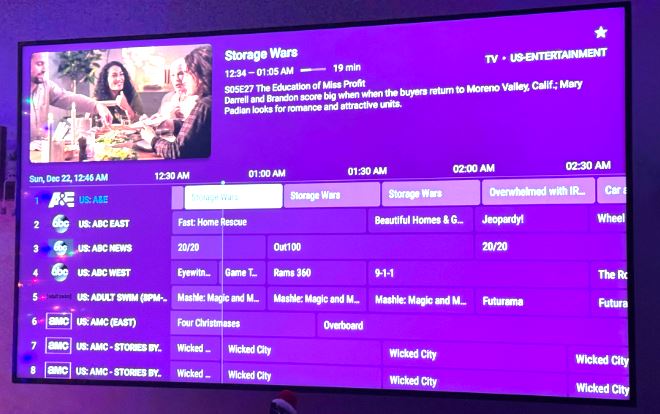 Storage Wars
12:34 – 01:05 AM 19 min
TV • US-ENTERTAINMENT
S05E27 The Education of Miss Profit
Darrell and Brandon score big when when the buyers return to Moreno Valley, Calif.; Mary
Padian looks for romance and attractive units.
Sun, Dec 22, 12:46 AM 12:30 AM 01:00 AM 01:30 AM 02:00 AM 02:30 AM
1 A&E US: A&E Storage Wars Storage Wars Storage Wars Overwhelmed with IR... Car
2 abc US: ABC EAST Fast: Home Rescue Beautiful Homes & G... Jeopardy! Wheel
3 abc US: ABC NEWS 20/20 Out100 20/20
4 abc US: ABC WEST Eyewitn... Game T... Rams 360 9-1-1 The Ro
5 adult swim US: ADULT SWIM (8PM-.. Mashle: Magic and M... Mashle: Magic and M... Mashle: Magic and M... Futurama Futura
6 amc US: AMC (EAST) Four Christmases Overboard
7 amc US: AMC - STORIES BY.. Wicked ... Wicked City Wicked City Wicked City
8 amc US: AMC - STORIES BY.. Wicked ... Wicked City Wicked City Wicked City